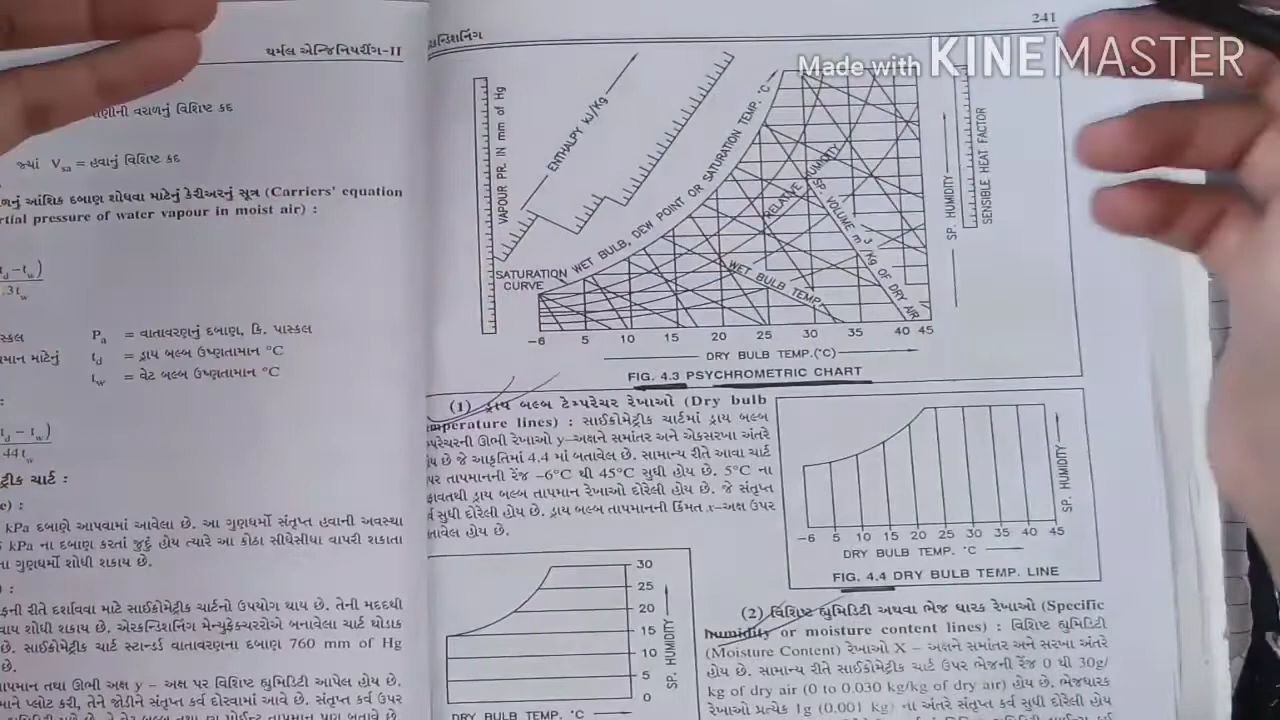 થર્મલ એન્જિનિયરીંગ-II
વરાળનું વિશિષ્ટ કદ
જ્યાં Vsa = હવાનું વિશિષ્ટ કદ
આંશિક દબાણ શોધવા માટેનું કેરીઅરનું સૂત્ર (Carriers' equation
pressure of water vapour in moist air) :
Pa = વાતાવરણનું દબાણ, કિ. પાસ્કલ
માટેનું td = ડ્રાય બલ્બ ઉષ્ણતામાન °C
tw = વેટ બલ્બ ઉષ્ણતામાન °C
ચાર્ટ :
kPa દબાણે આપવામાં આવેલા છે. આ ગુણધર્મો સંતૃપ્ત હવાની અવસ્થા
kPa ના દબાણ કરતાં જુદું હોય ત્યારે આ કોઠા સીધેસીધા વાપરી શકાતા
ગુણધર્મો શોધી શકાય છે.
રીતે દર્શાવવા માટે સાઈક્રોમેટ્રીક ચાર્ટનો ઉપયોગ થાય છે. તેની મદદથી
શોધી શકાય છે. એરકન્ડિશનિંગ મેન્યુફેક્ચરરોએ બનાવેલા ચાર્ટ થોડાક
છે. સાઈકોમેટ્રીક ચાર્ટ સ્ટાન્ડર્ડ વાતાવરણના દબાણ 760 mm of Hg
છે.
તાપમાન તથા ઊભી અક્ષ y – અક્ષ પર વિશિષ્ટ હ્યુમિડિટી આપેલ હોય છે.
પ્લોટ કરી, તેને જોડીને સંતૃપ્ત કર્વ દોરવામાં આવે છે. સંતૃપ્ત કર્વ ઉપર
241
Made with KINEMASTER
VAPOUR PR. IN mm of Hg
ENTHALPY kJ/Kg
SATURATION CURVE
WET BULB, DEW POINT OR SATURATION TEMP. °C
RELATIVE HUMIDITY
SP. VOLUME m3/Kg OF DRY AIR
WET BULB TEMP.
SP. HUMIDITY
SENSIBLE HEAT FACTOR
-6 5 10 15 20 25 30 35 40 45
DRY BULB TEMP.(°C)
FIG. 4.3 PSYCHROMETRIC CHART
(1) ડ્રાય બલ્બ ટેમ્પરેચર રેખાઓ (Dry bulb
temperature lines) : સાઈકોમેટ્રીક ચાર્ટમાં ડ્રાય બલ્બ
ઊભી રેખાઓ y-અક્ષને સમાંતર અને એકસરખા અંતરે
છે જે આકૃતિમાં 4.4 માં બતાવેલ છે. સામાન્ય રીતે આવા ચાર્ટ
પર તાપમાનની રેંજ –6°C થી 45°C સુધી હોય છે. 5°C ના
ડ્રાય બલ્બ તાપમાન રેખાઓ દોરેલી હોય છે. જે સંતૃપ્ત
સુધી દોરેલી હોય છે. ડ્રાય બલ્બ તાપમાનની કિંમત x-અક્ષ ઉપર
હોય છે.
SP. HUMIDITY
–6 5 10 15 20 25 30 35 40 45
DRY BULB TEMP. °C
FIG. 4.4 DRY BULB TEMP. LINE
30
25
20
15
10
5
0
SP. HUMIDITY
DRY BULB TEMP. °C
(2) વિશિષ્ટ હ્યુમિડિટી અથવા ભેજ ધારક રેખાઓ (Specific
humidity or moisture content lines) : વિશિષ્ટ હ્યુમિડિટી
(Moisture Content) રેખાઓ X – અક્ષને સમાંતર અને સરખા અંતરે
હોય છે. સામાન્ય રીતે સાઈકોમેટ્રીક ચાર્ટ ઉપર ભેજની રેંજ 0 થી 30g/
kg of dry air (0 to 0.030 kg/kg of dry air) હોય છે. ભેજધારક
રેખાઓ પ્રત્યેક 1g (0.001 kg) ના અંતરે સંતૃપ્ત કર્વ સુધી દોરેલી હોય